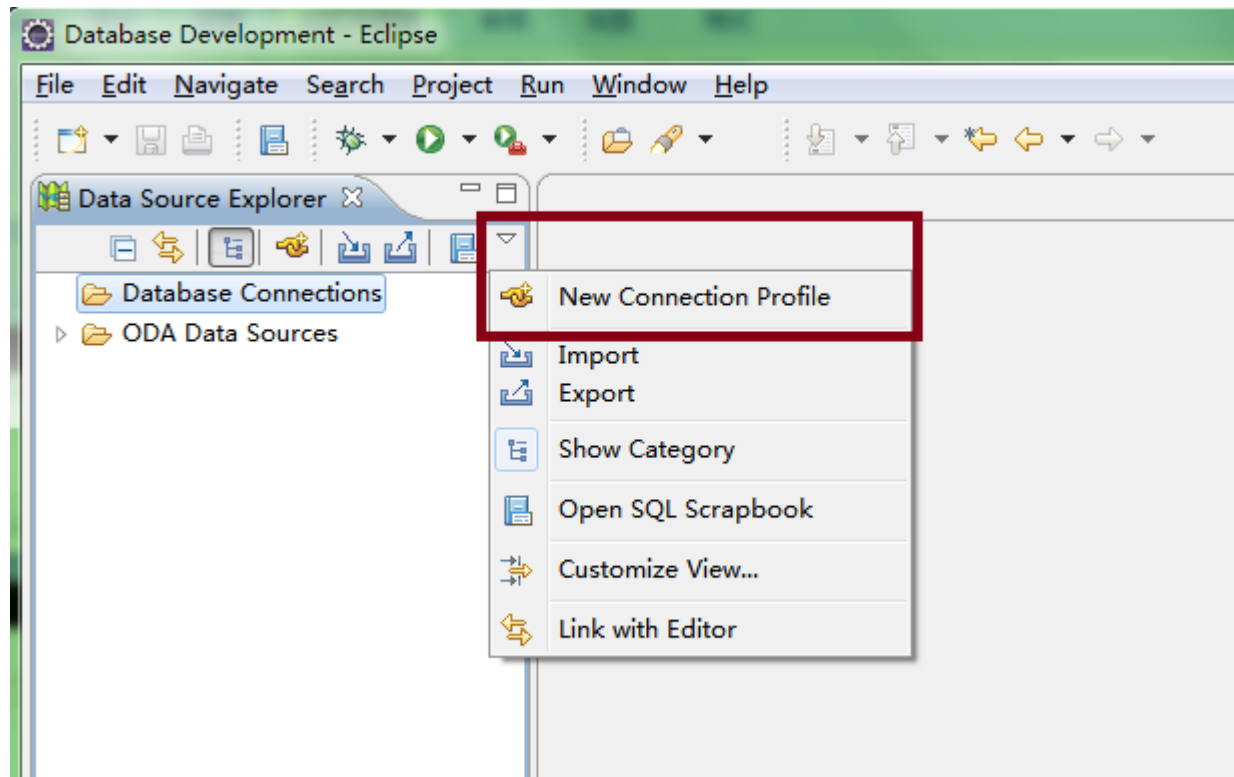 Database Development - Eclipse
File Edit Navigate Search Project Run Window Help
Data Source Explorer
Database Connections
ODA Data Sources
New Connection Profile
Import
Export
Show Category
Open SQL Scrapbook
Customize View...
Link with Editor